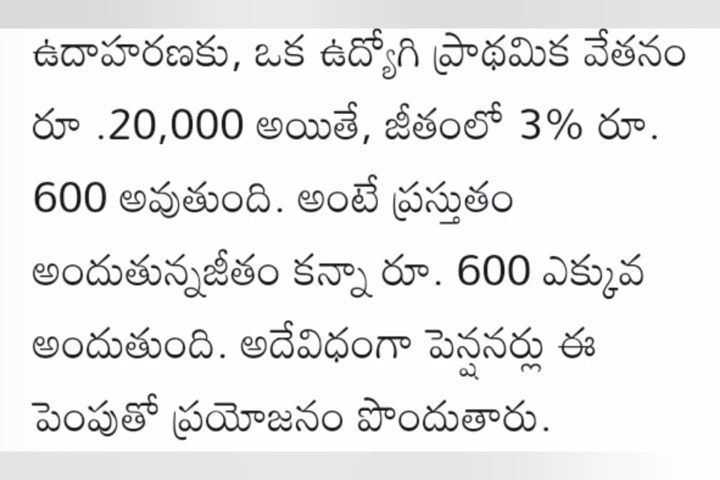 ఉదాహరణకు, ఒక ఉద్యోగి ప్రాథమిక వేతనం
రూ .20,000 అయితే, జీతంలో 3% రూ.
600 అవుతుంది. అంటే ప్రస్తుతం
అందుతున్నజీతం కన్నా రూ. 600 ఎక్కువ
అందుతుంది. అదేవిధంగా పెన్షనర్లు ఈ
పెంపుతో ప్రయోజనం పొందుతారు.